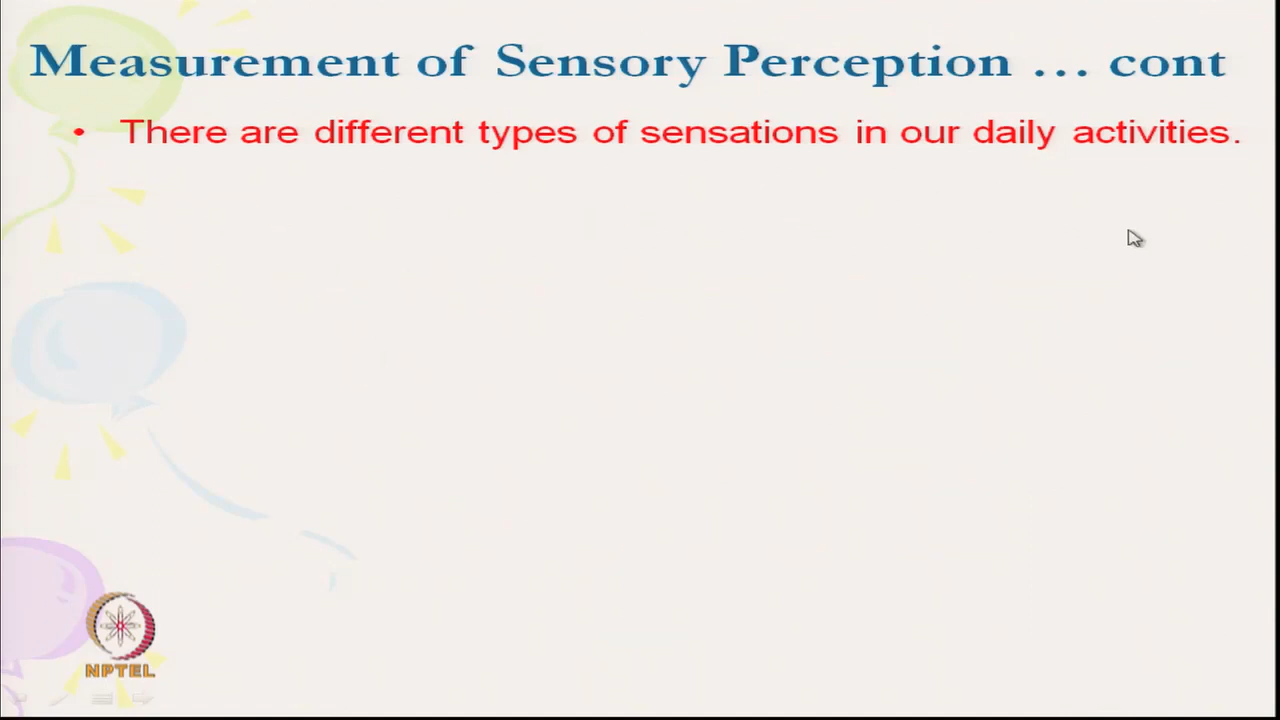 Measurement of Sensory Perception ... cont
• There are different types of sensations in our daily activities.
NPTEL